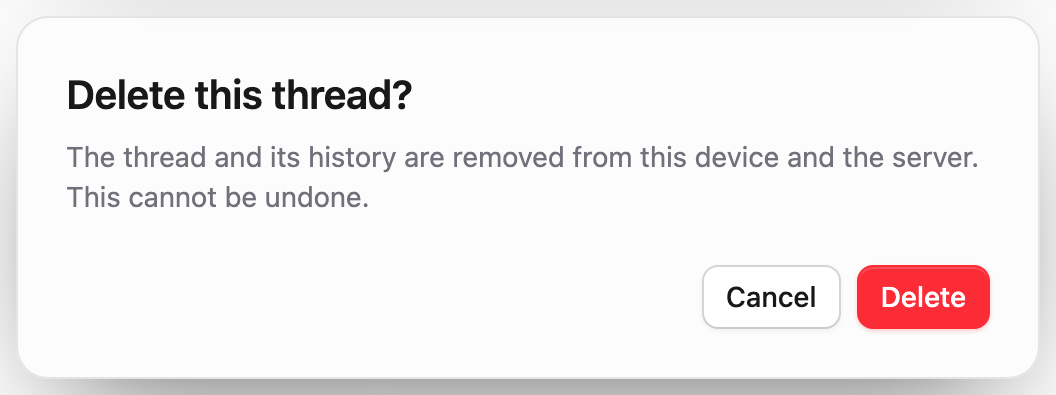 Delete this thread?
The thread and its history are removed from this device and the server.
This cannot be undone.
Cancel
Delete